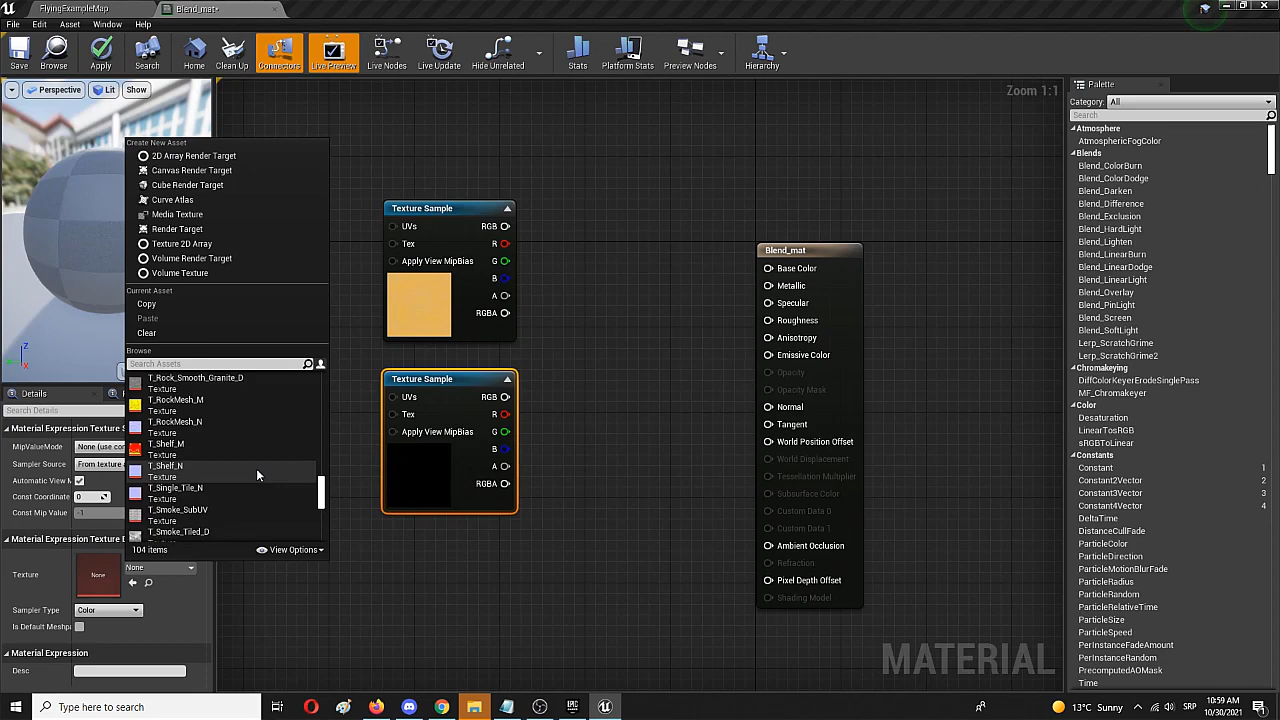 FlyingExampleMap
Blend_mat*
File Edit Asset Window Help
Save Browse Apply Search Home Clean Up Connectors Live Preview Live Nodes Live Update Hide Unrelated Stats Platform Stats Preview Nodes Hierarchy
Perspective Lit Show
Zoom 1:1
Create New Asset
2D Array Render Target
Canvas Render Target
Cube Render Target
Curve Atlas
Media Texture
Render Target
Texture 2D Array
Volume Render Target
Volume Texture
Current Asset
Copy
Paste
Clear
Browse
Search Assets
T_Rock_Smooth_Granite_D
Texture
T_RockMesh_M
Texture
T_RockMesh_N
Texture
T_Shelf_M
Texture
T_Shelf_N
Texture
T_Single_Tile_N
Texture
T_Smoke_SubUV
Texture
T_Smoke_Tiled_D
104 items
View Options
Z
X
Details
Search Details
Material Expression Texture S
MipValueMode None (use con
Sampler Source From texture a
Automatic View M
Const Coordinate 0
Const Mip Value -1
Material Expression Texture B
Texture
None
None
Sampler Type Color
Is Default Meshpa
Material Expression
Desc
Texture Sample
UVs RGB
Tex R
Apply View MipBias G
B
A
RGBA
Texture Sample
UVs RGB
Tex R
Apply View MipBias G
B
A
RGBA
Blend_mat
Base Color
Metallic
Specular
Roughness
Anisotropy
Emissive Color
Opacity
Opacity Mask
Normal
Tangent
World Position Offset
World Displacement
Tessellation Multiplier
Subsurface Color
Custom Data 0
Custom Data 1
Ambient Occlusion
Refraction
Pixel Depth Offset
Shading Model
MATERIAL
Palette
Category: All
Search
Atmosphere
AtmosphericFogColor
Blends
Blend_ColorBurn
Blend_ColorDodge
Blend_Darken
Blend_Difference
Blend_Exclusion
Blend_HardLight
Blend_Lighten
Blend_LinearBurn
Blend_LinearDodge
Blend_LinearLight
Blend_Overlay
Blend_PinLight
Blend_Screen
Blend_SoftLight
Lerp_ScratchGrime
Lerp_ScratchGrime2
Chromakeying
DiffColorKeyerErodeSinglePass
MF_Chromakeyer
Color
Desaturation
LinearTosRGB
sRGBToLinear
Constants
Constant 1
Constant2Vector 2
Constant3Vector 3
Constant4Vector 4
DeltaTime
DistanceCullFade
ParticleColor
ParticleDirection
ParticleMotionBlurFade
ParticleRadius
ParticleRandom
ParticleRelativeTime
ParticleSize
ParticleSpeed
PerInstanceFadeAmount
PerInstanceRandom
PrecomputedAOMask
Time
Type here to search
13°C Sunny
SRP
10:59 AM
10/30/2021